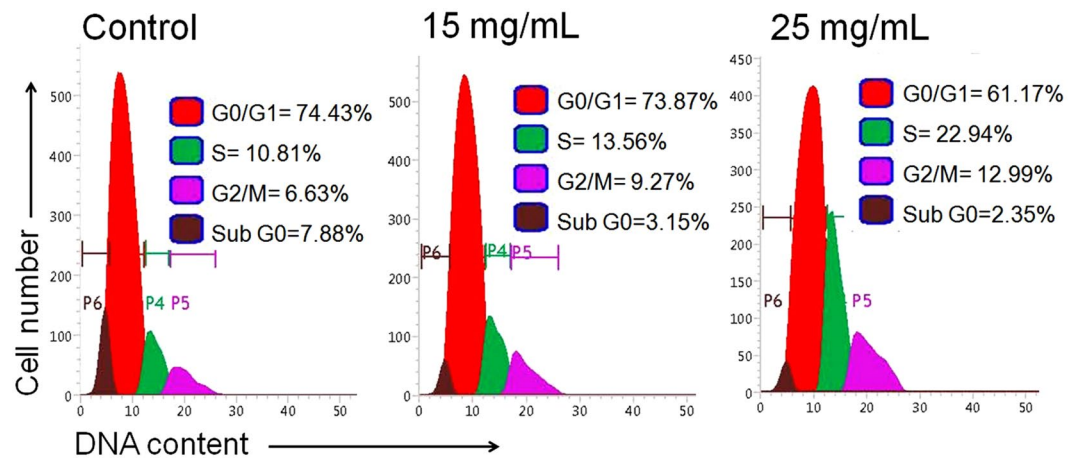 Control
15 mg/mL
25 mg/mL
Cell number
DNA content
500
400
300
200
100
0
0 10 20 30 40 50
G0/G1= 74.43%
S= 10.81%
G2/M= 6.63%
Sub G0=7.88%
P6 P4 P5
500
400
300
200
100
0
0 10 20 30 40 50
G0/G1= 73.87%
S= 13.56%
G2/M= 9.27%
Sub G0=3.15%
P6 P4 P5
450
400
350
300
250
200
150
100
50
0
0 10 20 30 40 50
G0/G1= 61.17%
S= 22.94%
G2/M= 12.99%
Sub G0=2.35%
P6 P5